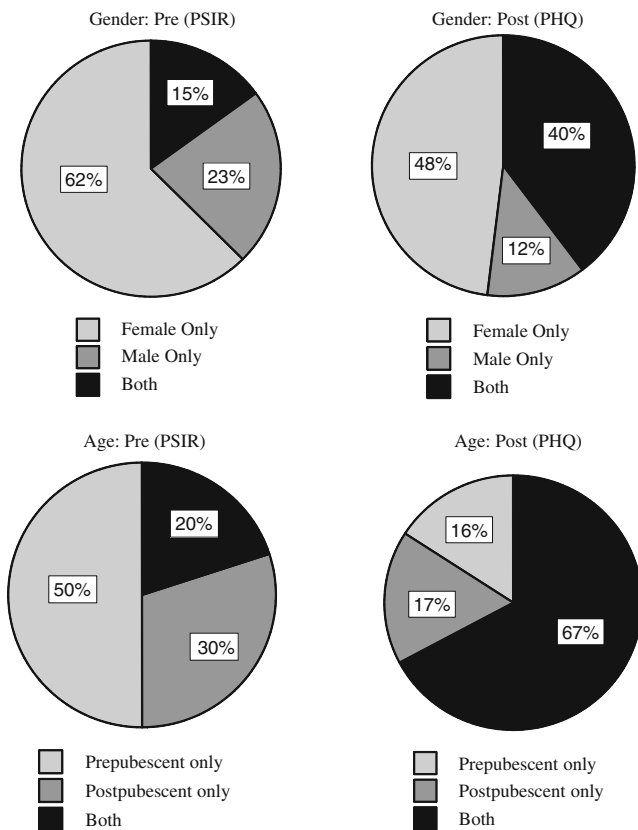 Gender: Pre (PSIR)
15%
23%
62%
Female Only
Male Only
Both
Gender: Post (PHQ)
40%
48%
12%
Female Only
Male Only
Both
Age: Pre (PSIR)
20%
50%
30%
Prepubescent only
Postpubescent only
Both
Age: Post (PHQ)
16%
17%
67%
Prepubescent only
Postpubescent only
Both